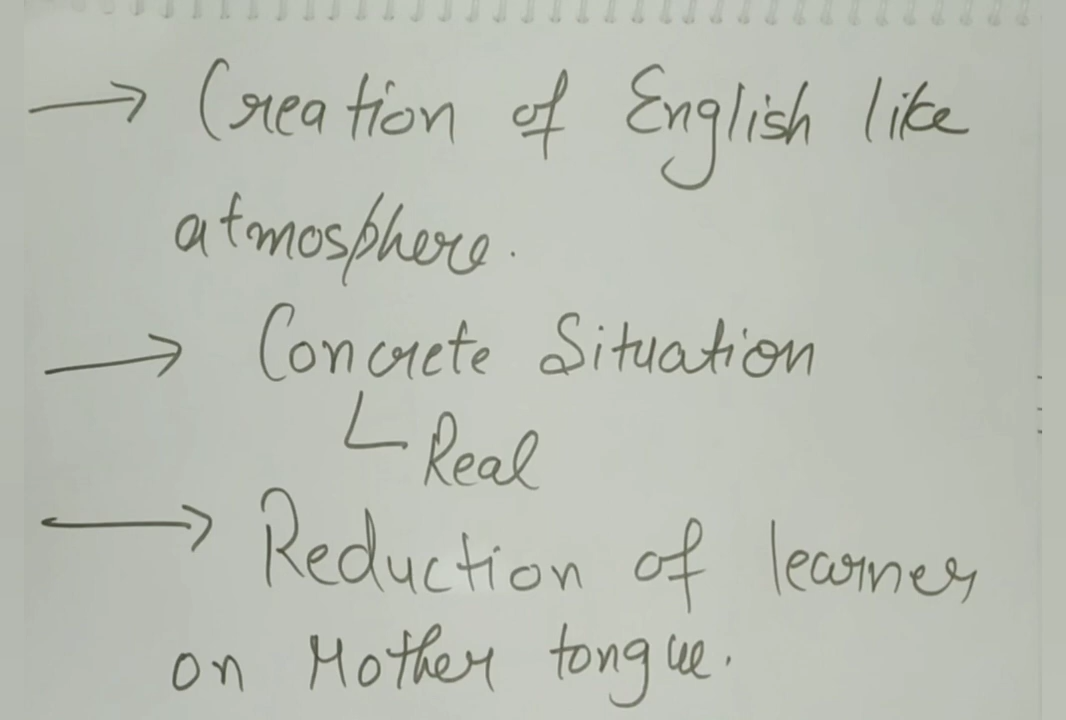 → Creation of English like
atmosphere.
→ Concrete Situation
Real
→ Reduction of learner
on Mother tongue.